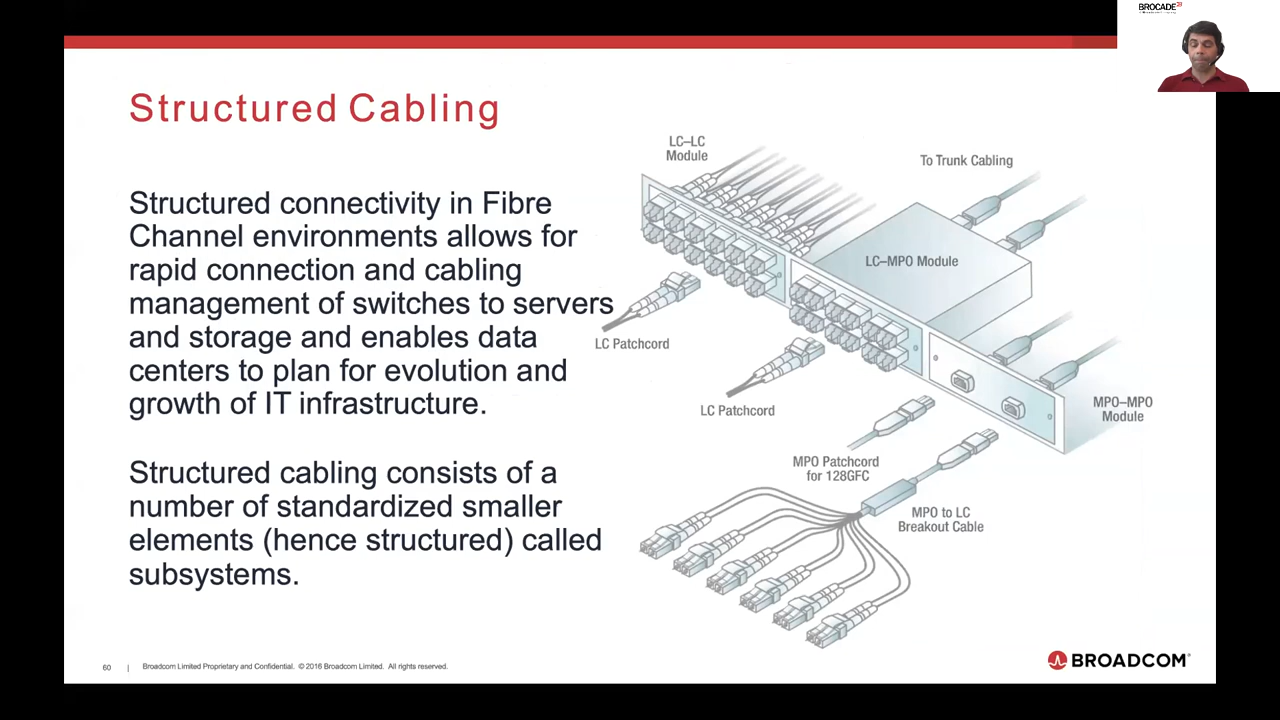 BROCADE
Structured Cabling
Structured connectivity in Fibre
Channel environments allows for
rapid connection and cabling
management of switches to servers
and storage and enables data
centers to plan for evolution and
growth of IT infrastructure.
Structured cabling consists of a
number of standardized smaller
elements (hence structured) called
subsystems.
LC–LC
Module
To Trunk Cabling
LC–MPO Module
LC Patchcord
LC Patchcord
MPO–MPO
Module
MPO Patchcord
for 128GFC
MPO to LC
Breakout Cable
60 | Broadcom Limited Proprietary and Confidential. © 2016 Broadcom Limited. All rights reserved.
BROADCOM®